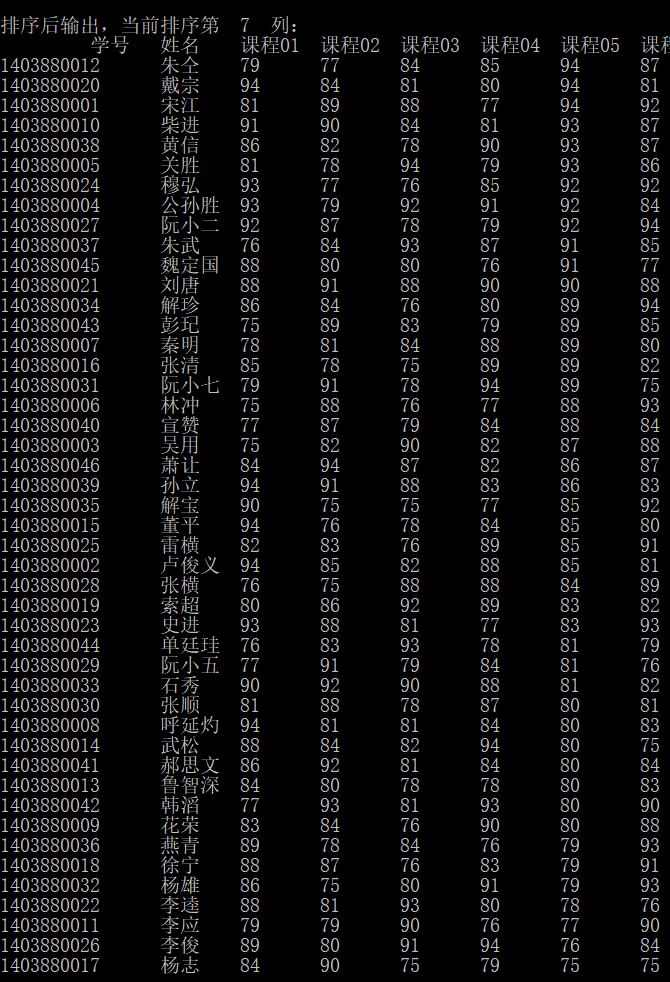 排序后输出，当前排序第 7 列：
学号 姓名 课程01 课程02 课程03 课程04 课程05 课程
1403880012 朱仝 79 77 84 85 94 87
1403880020 戴宗 94 84 81 80 94 81
1403880001 宋江 81 89 88 77 94 92
1403880010 柴进 91 90 84 81 93 87
1403880038 黄信 86 82 78 90 93 87
1403880005 关胜 81 78 94 79 93 86
1403880024 穆弘 93 77 76 85 92 92
1403880004 公孙胜 93 79 92 91 92 84
1403880027 阮小二 92 87 78 79 92 94
1403880037 朱武 76 84 93 87 91 85
1403880045 魏定国 88 80 80 76 91 77
1403880021 刘唐 88 91 88 90 90 88
1403880034 解珍 86 84 76 80 89 94
1403880043 彭玘 75 89 83 79 89 85
1403880007 秦明 78 81 84 88 89 80
1403880016 张清 85 78 75 89 89 82
1403880031 阮小七 79 91 78 94 89 75
1403880006 林冲 75 88 76 77 88 93
1403880040 宣赞 77 87 79 84 88 84
1403880003 吴用 75 82 90 82 87 88
1403880046 萧让 84 94 87 82 86 87
1403880039 孙立 94 91 88 83 86 83
1403880035 解宝 90 75 75 77 85 92
1403880015 董平 94 76 78 84 85 80
1403880025 雷横 82 83 76 89 85 91
1403880002 卢俊义 94 85 82 88 85 81
1403880028 张横 76 75 88 88 84 89
1403880019 索超 80 86 92 89 83 82
1403880023 史进 93 88 81 77 83 93
1403880044 单廷珪 76 83 93 78 81 79
1403880029 阮小五 77 91 79 84 81 76
1403880033 石秀 90 92 90 88 81 82
1403880030 张顺 81 88 78 87 80 81
1403880008 呼延灼 94 81 81 84 80 83
1403880014 武松 88 84 82 94 80 75
1403880041 郝思文 86 92 81 84 80 84
1403880013 鲁智深 84 80 78 78 80 83
1403880042 韩滔 77 93 81 93 80 90
1403880009 花荣 83 84 76 90 80 88
1403880036 燕青 89 78 84 76 79 93
1403880018 徐宁 88 87 76 83 79 91
1403880032 杨雄 86 75 80 91 79 93
1403880022 李逵 88 81 93 80 78 76
1403880011 李应 79 79 90 76 77 90
1403880026 李俊 89 80 91 94 76 84
1403880017 杨志 84 90 75 79 75 75